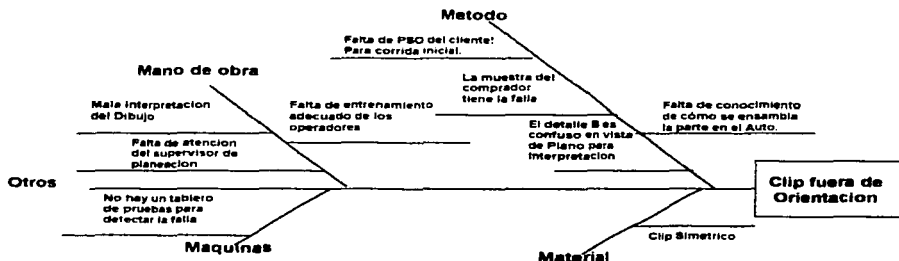 Metodo
Falta de PSO del cliente!
Para corrida inicial.
La muestra del
comprador
tiene la falla
El detalle B es
confuso en vista
de Plano para
Interpretacion
Falta de conocimiento
de cómo se ensambla
la parte en el Auto.
Mano de obra
Mala Interpretacion
del Dibujo
Falta de atencion
del supervisor de
planeacion
Falta de entrenamiento
adecuado de los
operadores
Otros
No hay un tablero
de pruebas para
detectar la falla
Maquinas
Clip Simetrico
Material
Clip fuera de
Orientacion